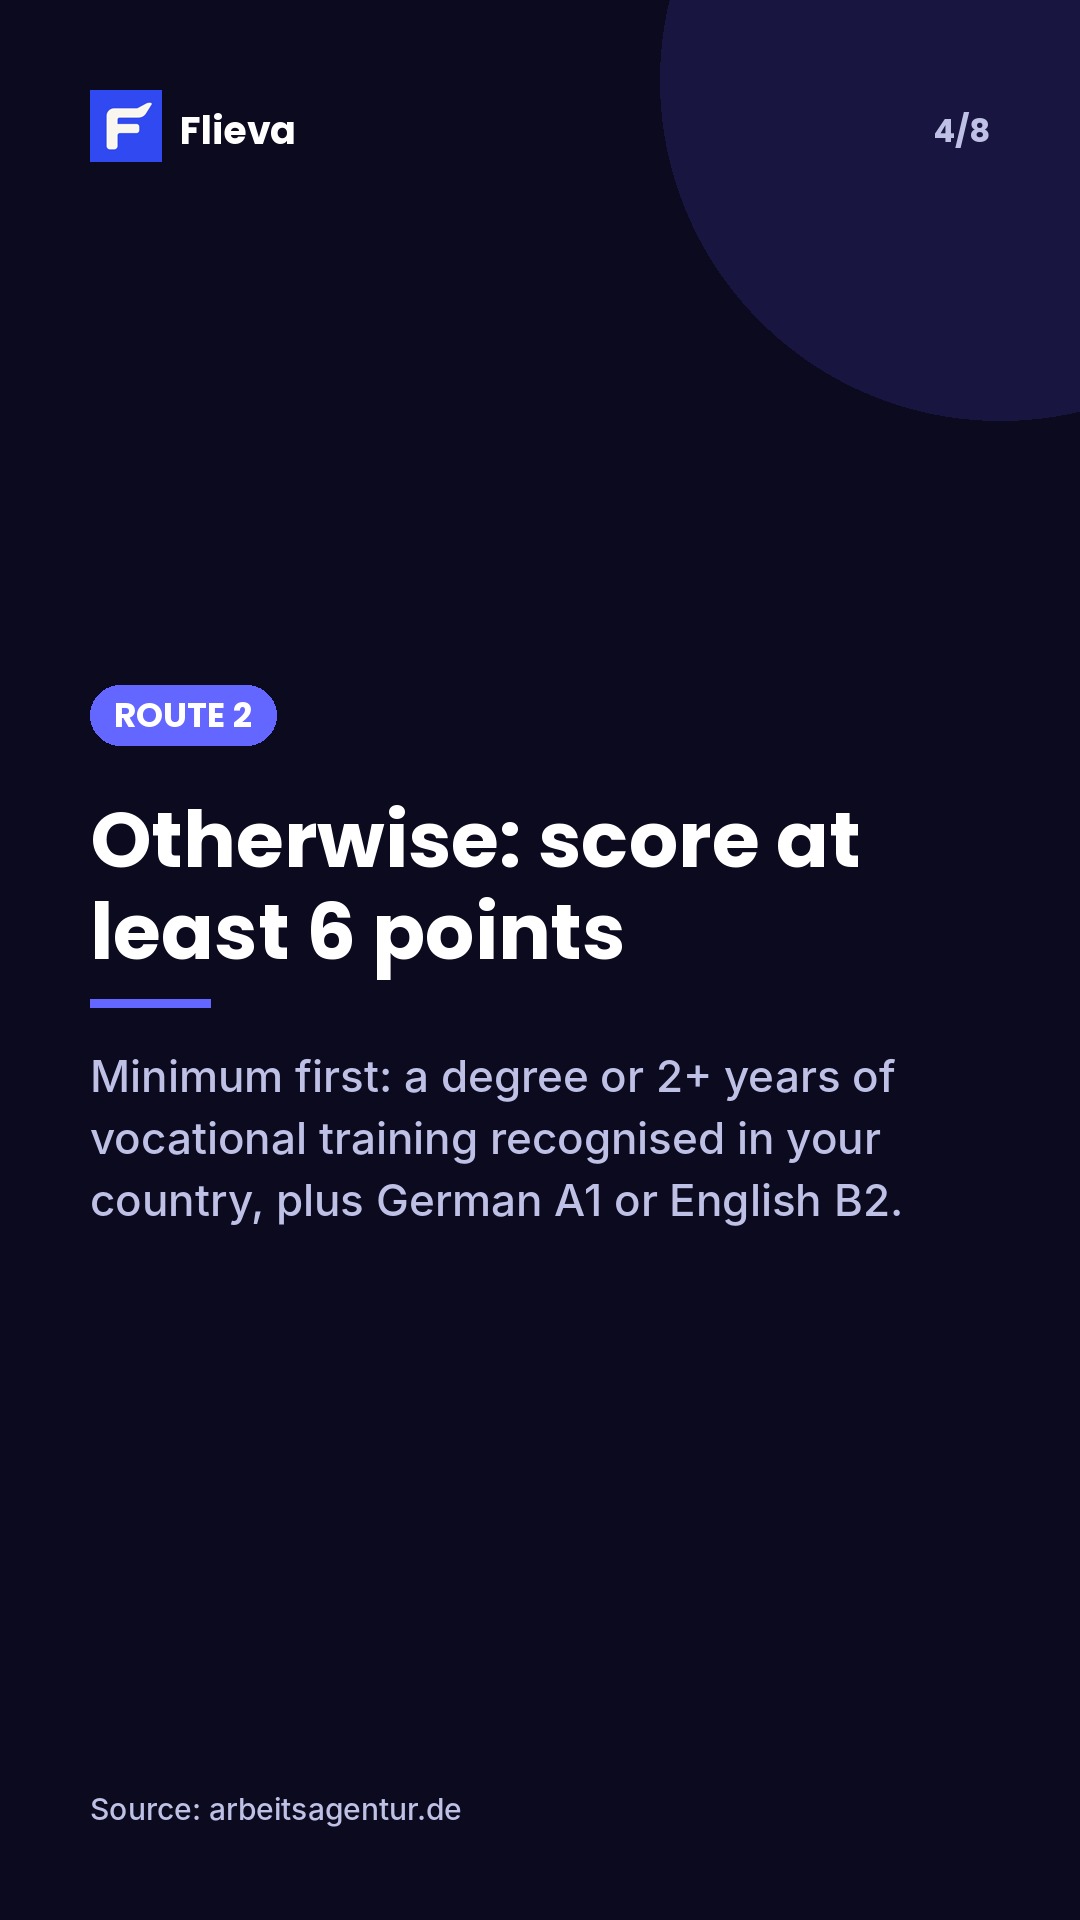 Flieva
4/8
ROUTE 2
Otherwise: score at
least 6 points
Minimum first: a degree or 2+ years of
vocational training recognised in your
country, plus German A1 or English B2.
Source: arbeitsagentur.de